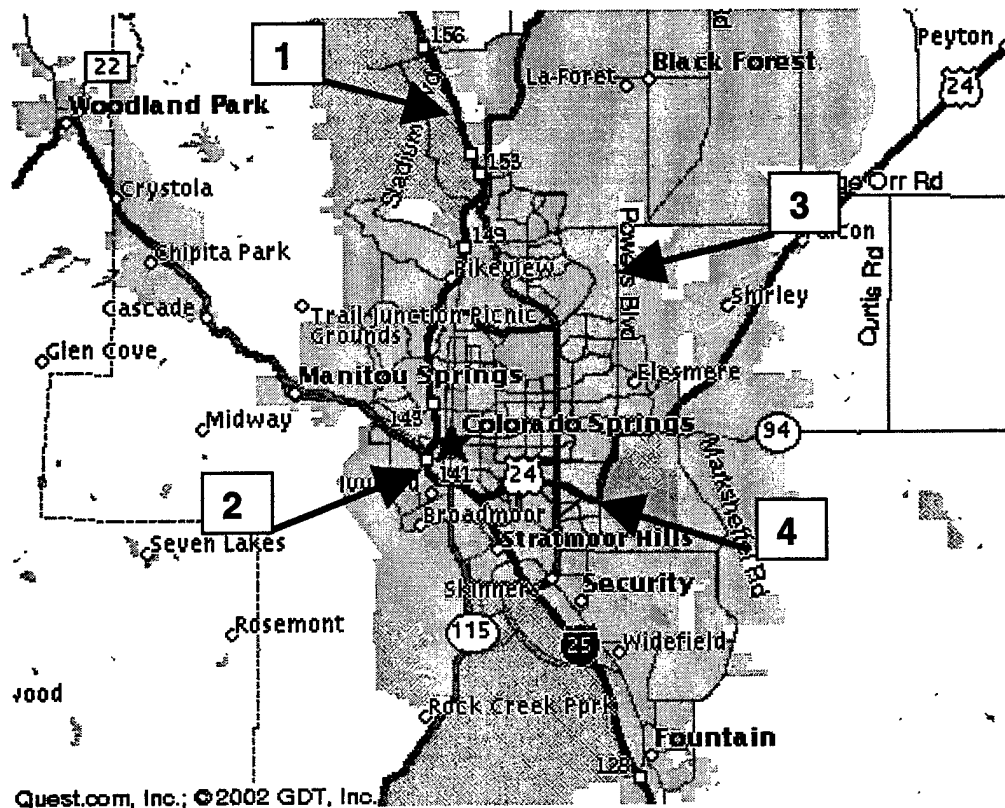 156
1
22
La-Foret
Black Forest
Peyton
24
Woodland Park
Stadium
153
Crystola
3
Orr Rd
149
Powers Blvd
Pikeview
Chipita Park
Curtis Rd
Cascade
Trail Junction Picnic
Grounds
Shirley
Glen Cove
Manitou Springs
Elesmere
Midway
145
Colorado Springs
94
Marksheffel Rd
2
141
24
4
Broadmoor
Stratmoor Hills
Seven Lakes
Skinners
Security
Rosemont
115
25
Widefield
Rock Creek Park
Fountain
128
Quest.com, Inc.; ©2002 GDT, Inc.